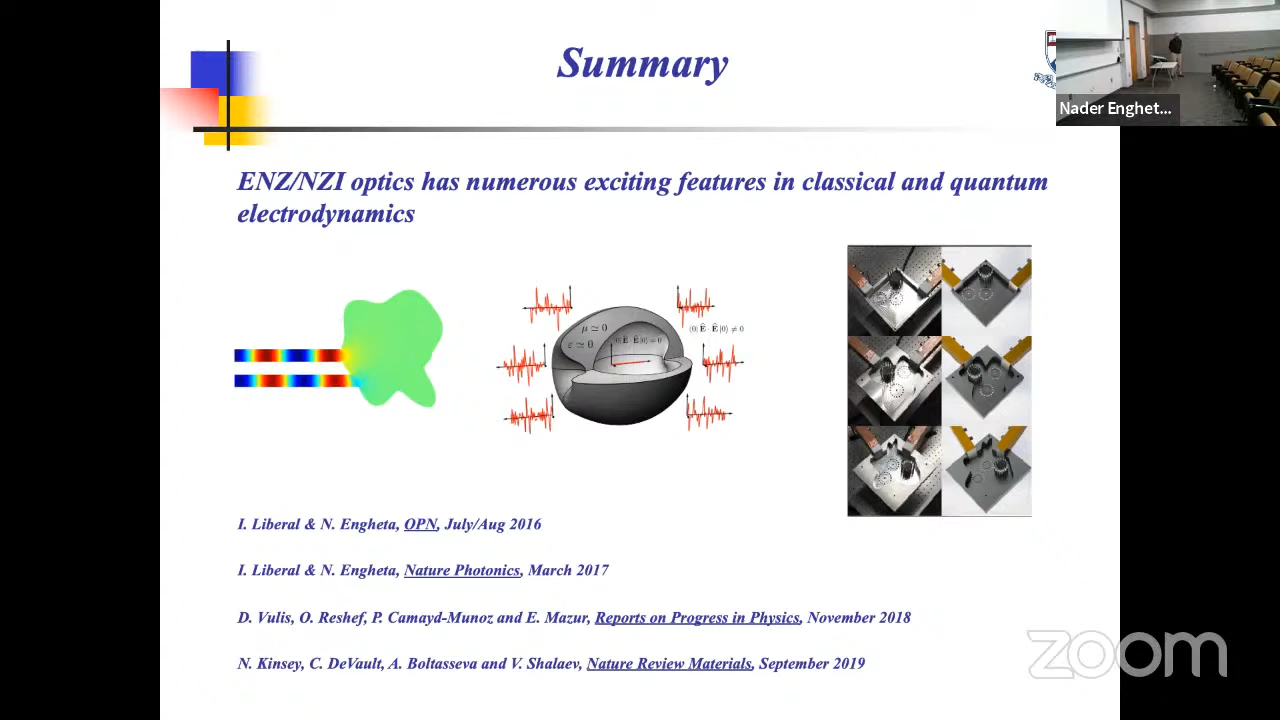 Summary
Nader Enghet...
ENZ/NZI optics has numerous exciting features in classical and quantum
electrodynamics
μ ≃ 0
ε ≃ 0
⟨0| Ê · Ê |0⟩ = 0
⟨0| Ê · Ê |0⟩ ≠ 0
I. Liberal & N. Engheta, OPN, July/Aug 2016
I. Liberal & N. Engheta, Nature Photonics, March 2017
D. Vulis, O. Reshef, P. Camayd-Munoz and E. Mazur, Reports on Progress in Physics, November 2018
N. Kinsey, C. DeVault, A. Boltasseva and V. Shalaev, Nature Review Materials, September 2019
zoom